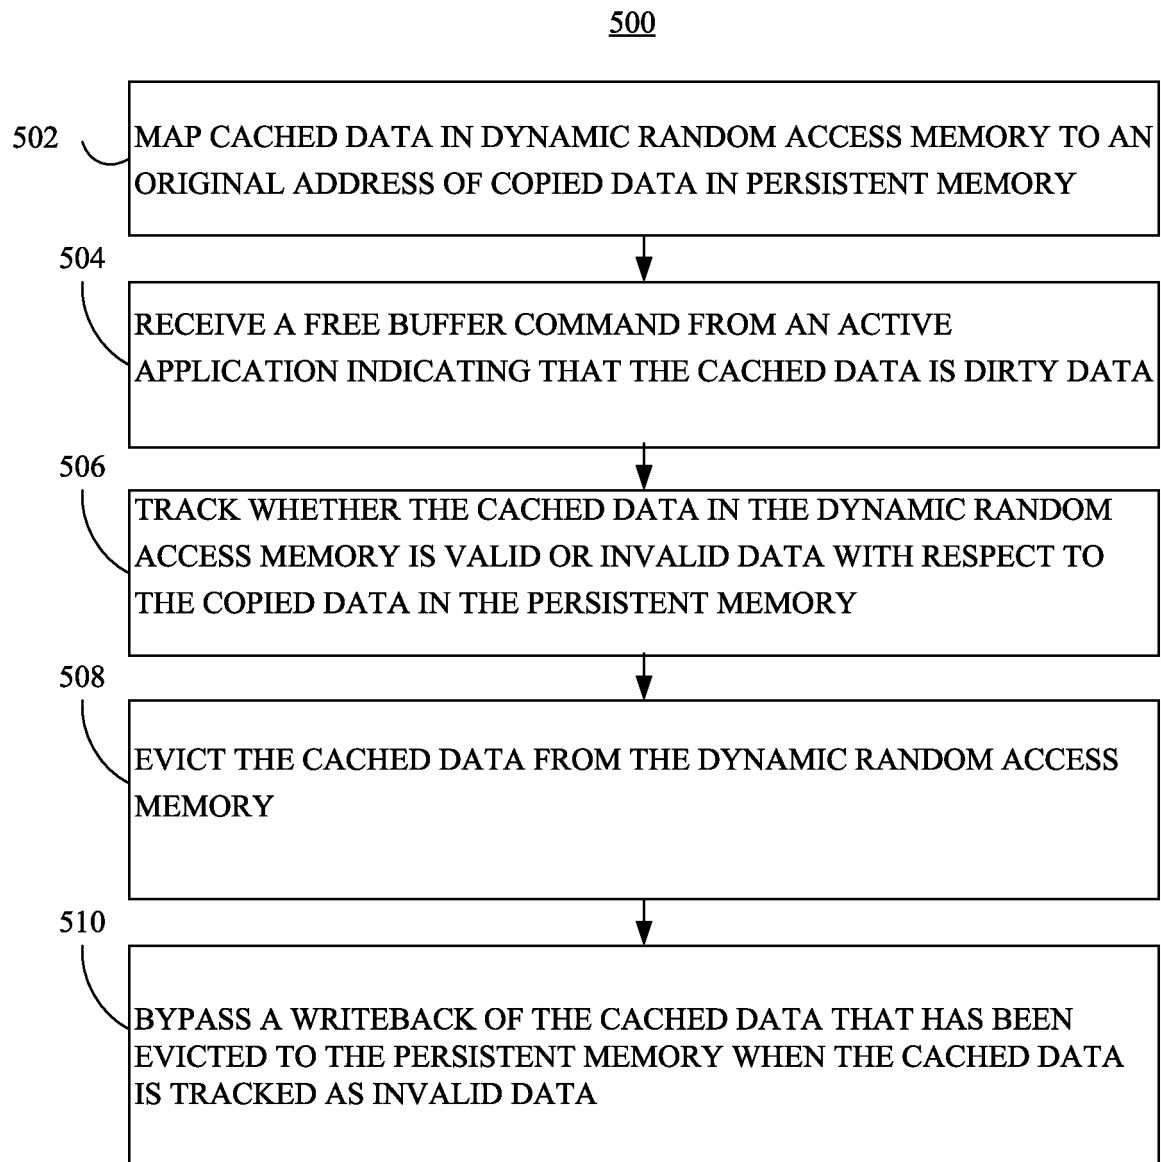 500
502
MAP CACHED DATA IN DYNAMIC RANDOM ACCESS MEMORY TO AN
ORIGINAL ADDRESS OF COPIED DATA IN PERSISTENT MEMORY
504
RECEIVE A FREE BUFFER COMMAND FROM AN ACTIVE
APPLICATION INDICATING THAT THE CACHED DATA IS DIRTY DATA
506
TRACK WHETHER THE CACHED DATA IN THE DYNAMIC RANDOM
ACCESS MEMORY IS VALID OR INVALID DATA WITH RESPECT TO
THE COPIED DATA IN THE PERSISTENT MEMORY
508
EVICT THE CACHED DATA FROM THE DYNAMIC RANDOM ACCESS
MEMORY
510
BYPASS A WRITEBACK OF THE CACHED DATA THAT HAS BEEN
EVICTED TO THE PERSISTENT MEMORY WHEN THE CACHED DATA
IS TRACKED AS INVALID DATA